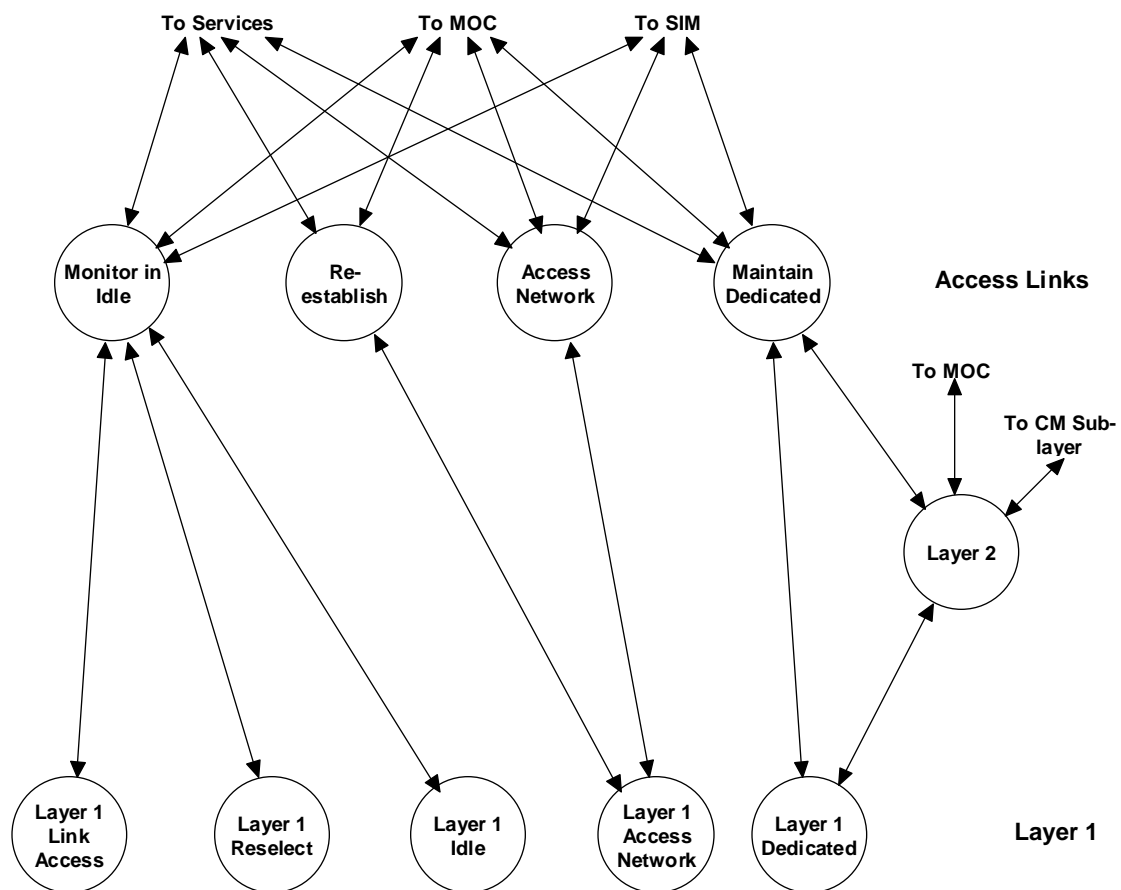 To Services
To MOC
To SIM
Monitor in
Idle
Re-
establish
Access
Network
Maintain
Dedicated
Access Links
To MOC
To CM Sub-
layer
Layer 2
Layer 1
Link
Access
Layer 1
Reselect
Layer 1
Idle
Layer 1
Access
Network
Layer 1
Dedicated
Layer 1